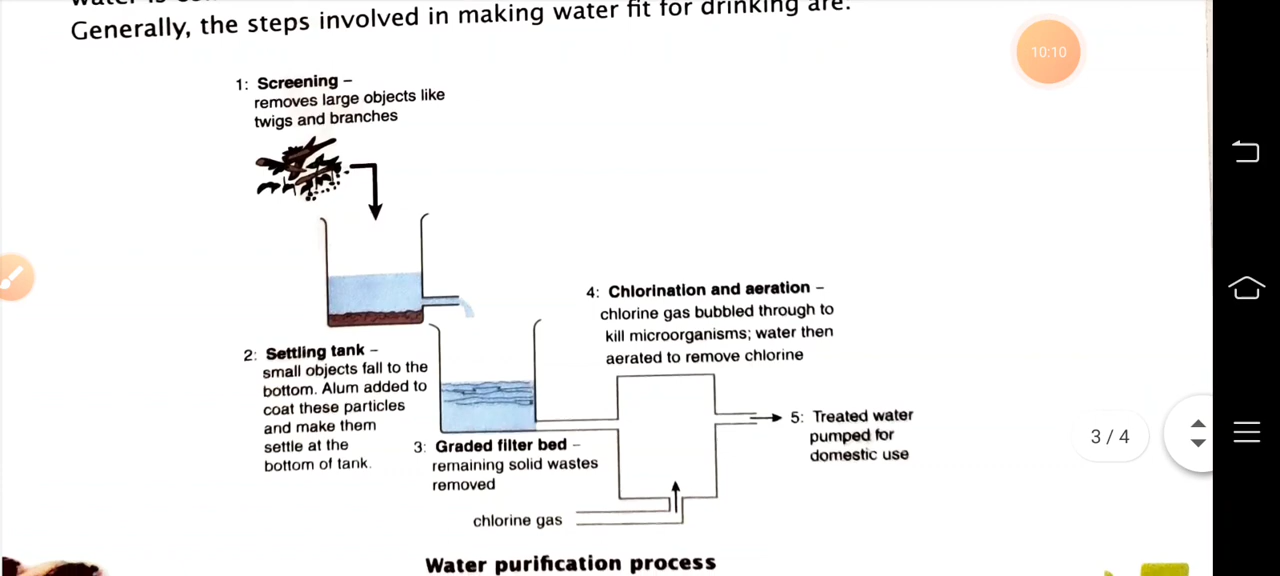 Generally, the steps involved in making water fit for drinking are:
10:10
1: Screening –
removes large objects like
twigs and branches
4: Chlorination and aeration –
chlorine gas bubbled through to
kill microorganisms; water then
aerated to remove chlorine
2: Settling tank –
small objects fall to the
bottom. Alum added to
coat these particles
and make them
settle at the
bottom of tank.
3: Graded filter bed –
remaining solid wastes
removed
5: Treated water
pumped for
domestic use
3 / 4
chlorine gas
Water purification process